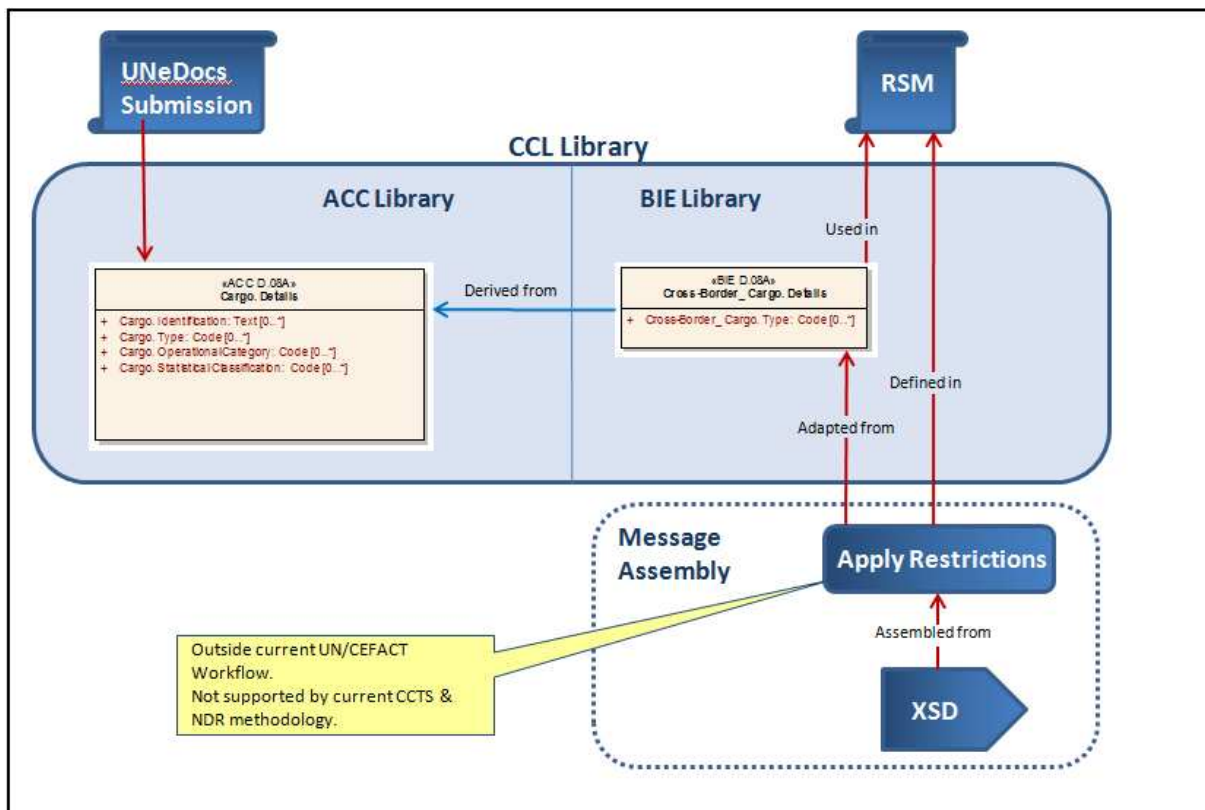 UNeDocs
Submission
RSM
CCL Library
ACC Library
BIE Library
Used in
«ACC D.08A»
Cargo. Details
+ Cargo. Identification: Text [0..*]
+ Cargo. Type: Code [0..*]
+ Cargo. OperationalCategory: Code [0..*]
+ Cargo. StatisticalClassification: Code [0..*]
Derived from
«BIE D.08A»
Cross-Border_ Cargo. Details
+ Cross-Border_ Cargo. Type: Code [0..*]
Defined in
Adapted from
Message
Assembly
Apply Restrictions
Assembled from
XSD
Outside current UN/CEFACT
Workflow.
Not supported by current CCTS &
NDR methodology.